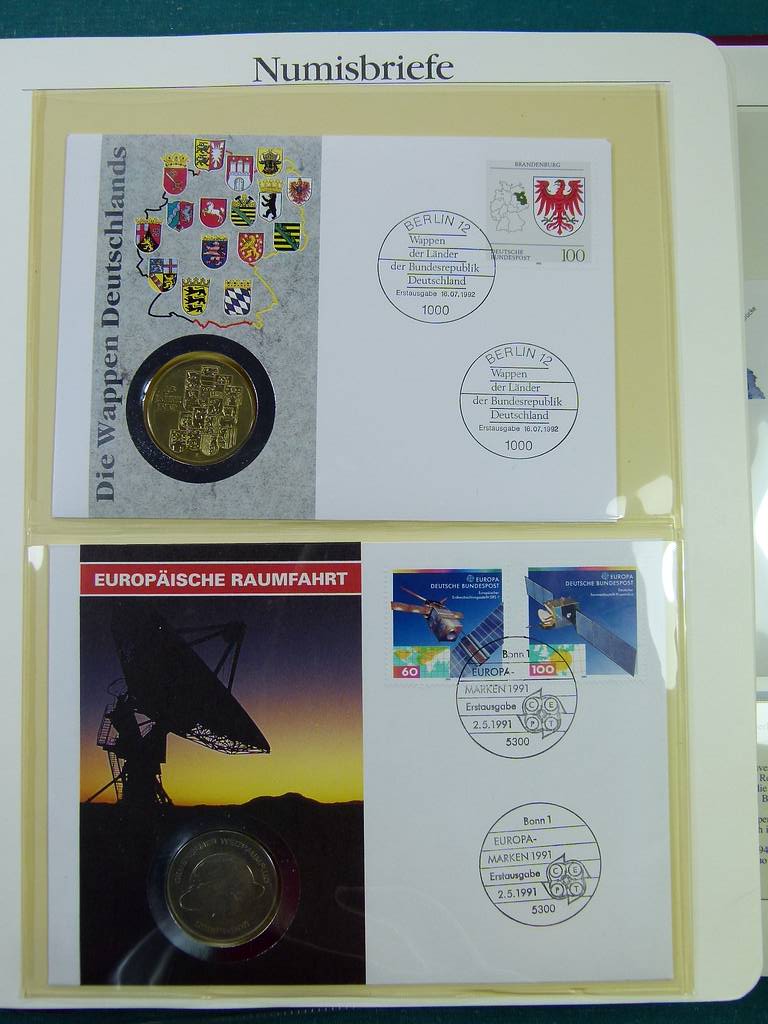 Numisbriefe
Die Wappen Deutschlands
BRANDENBURG
DEUTSCHE
BUNDESPOST
100
BERLIN 12
Wappen
der Länder
der Bundesrepublik
Deutschland
Erstausgabe 16.07.1992
1000
BERLIN 12
Wappen
der Länder
der Bundesrepublik
Deutschland
Erstausgabe 16.07.1992
1000
EUROPÄISCHE RAUMFAHRT
EUROPA
DEUTSCHE BUNDESPOST
60
EUROPA
DEUTSCHE BUNDESPOST
100
Bonn 1
EUROPA-
MARKEN 1991
Erstausgabe
2.5.1991
C E
P T
5300
Bonn 1
EUROPA-
MARKEN 1991
Erstausgabe
2.5.1991
C E
P T
5300